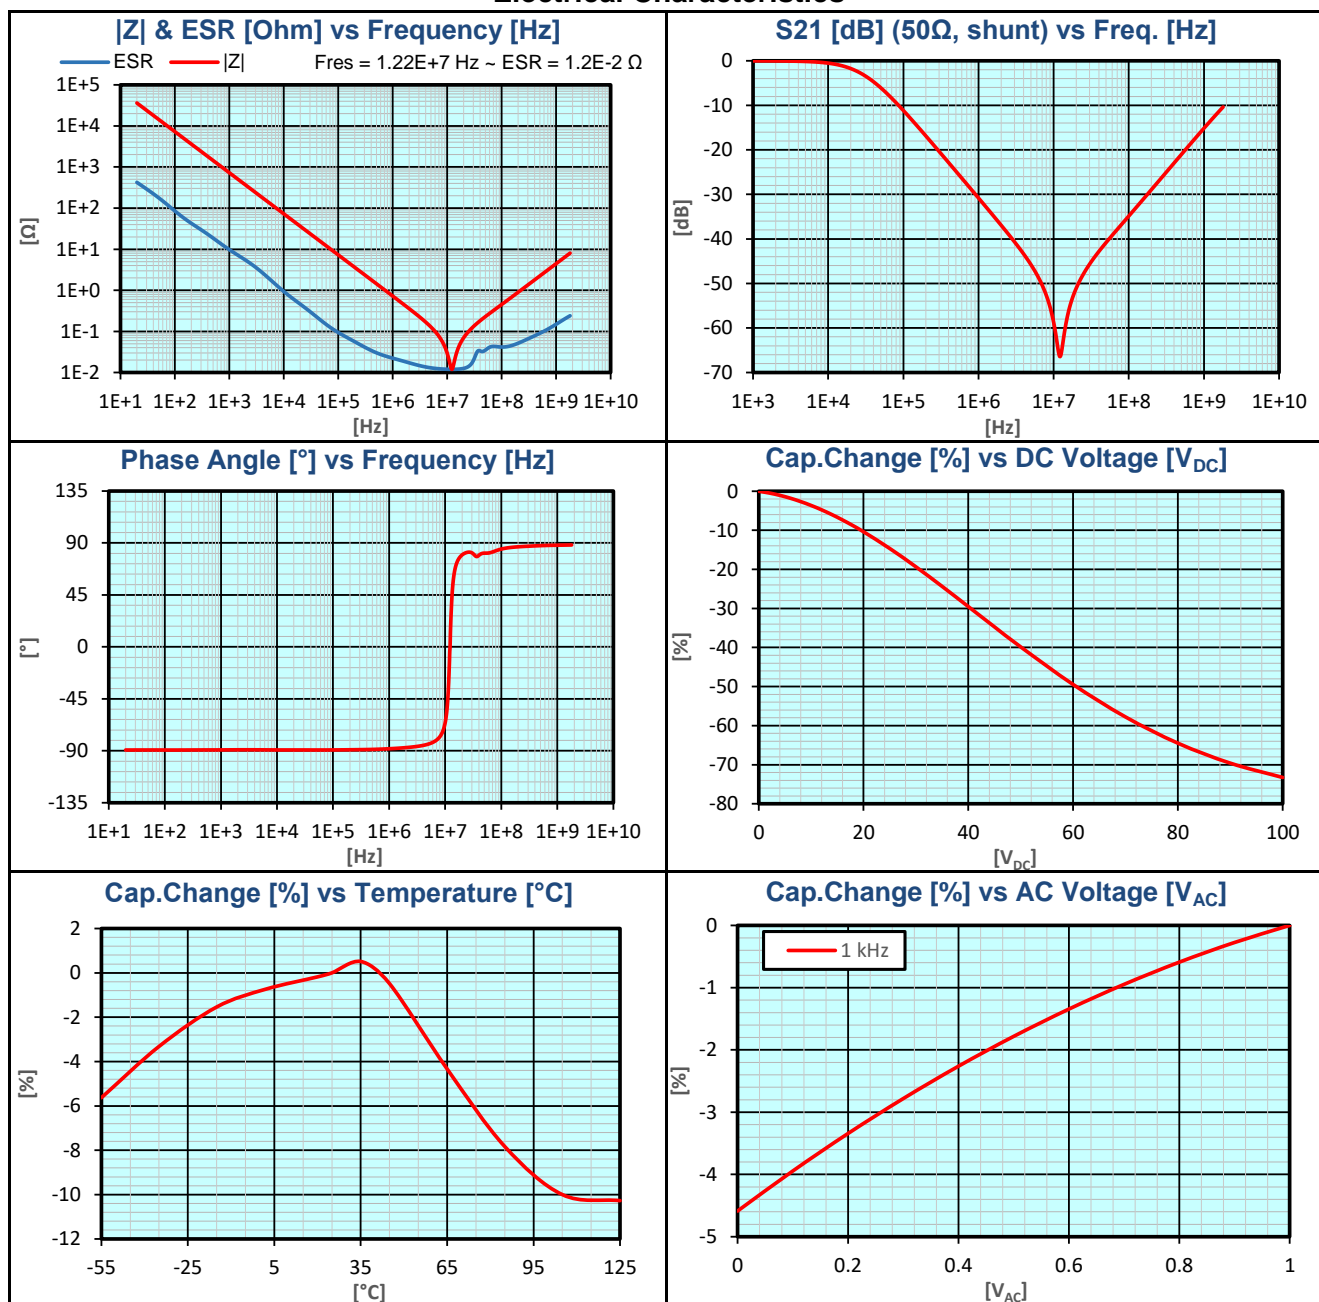 |Z| & ESR [Ohm] vs Frequency [Hz]
ESR |Z| Fres = 1.22E+7 Hz ~ ESR = 1.2E-2 Ω
1E+5
1E+4
1E+3
1E+2
1E+1
1E+0
1E-1
1E-2
[Ω]
1E+1 1E+2 1E+3 1E+4 1E+5 1E+6 1E+7 1E+8 1E+9 1E+10
[Hz]
S21 [dB] (50Ω, shunt) vs Freq. [Hz]
0
-10
-20
-30
-40
-50
-60
-70
[dB]
1E+3 1E+4 1E+5 1E+6 1E+7 1E+8 1E+9 1E+10
[Hz]
Phase Angle [°] vs Frequency [Hz]
135
90
45
0
-45
-90
-135
[°]
1E+1 1E+2 1E+3 1E+4 1E+5 1E+6 1E+7 1E+8 1E+9 1E+10
[Hz]
Cap.Change [%] vs DC Voltage [VDC]
0
-10
-20
-30
-40
-50
-60
-70
-80
[%]
0 20 40 60 80 100
[VDC]
Cap.Change [%] vs Temperature [°C]
2
0
-2
-4
-6
-8
-10
-12
[%]
-55 -25 5 35 65 95 125
[°C]
Cap.Change [%] vs AC Voltage [VAC]
1 kHz
0
-1
-2
-3
-4
-5
[%]
0 0.2 0.4 0.6 0.8 1
[VAC]